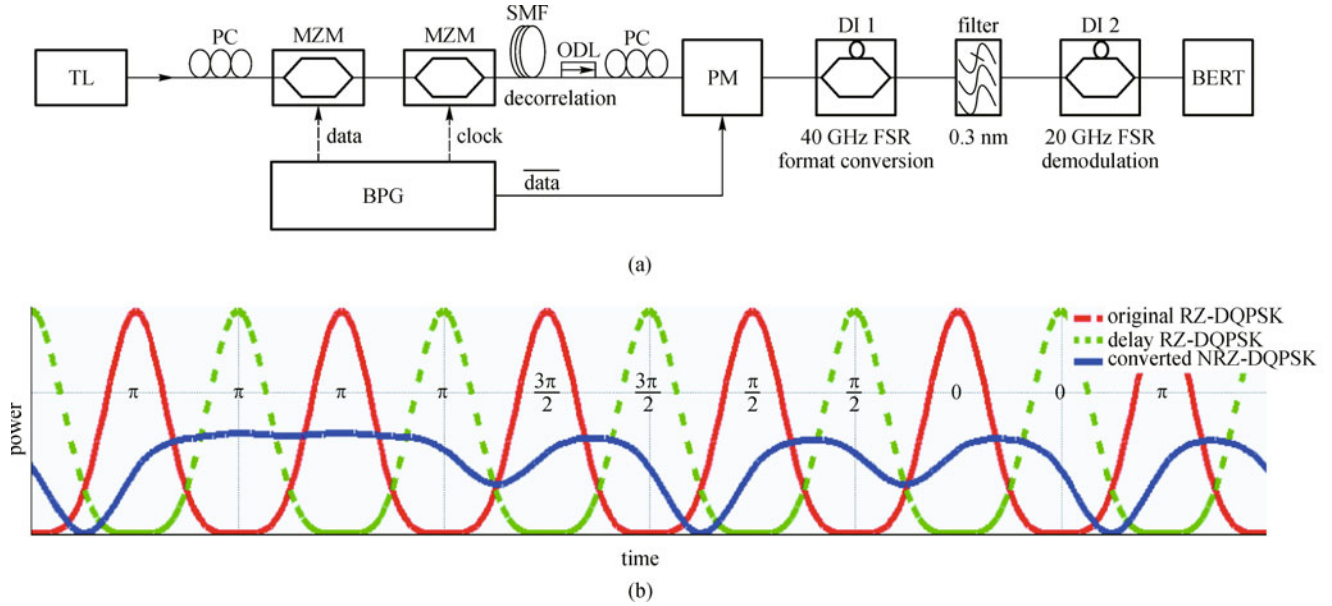 SMF
PC MZM MZM ODL PC DI 1 filter DI 2
TL PM BERT
decorrelation
data clock 40 GHz FSR 0.3 nm 20 GHz FSR
format conversion demodulation
BPG data
(a)
original RZ-DQPSK
delay RZ-DQPSK
converted NRZ-DQPSK
π π π π 3π/2 3π/2 π/2 π/2 0 0 π
power
time
(b)